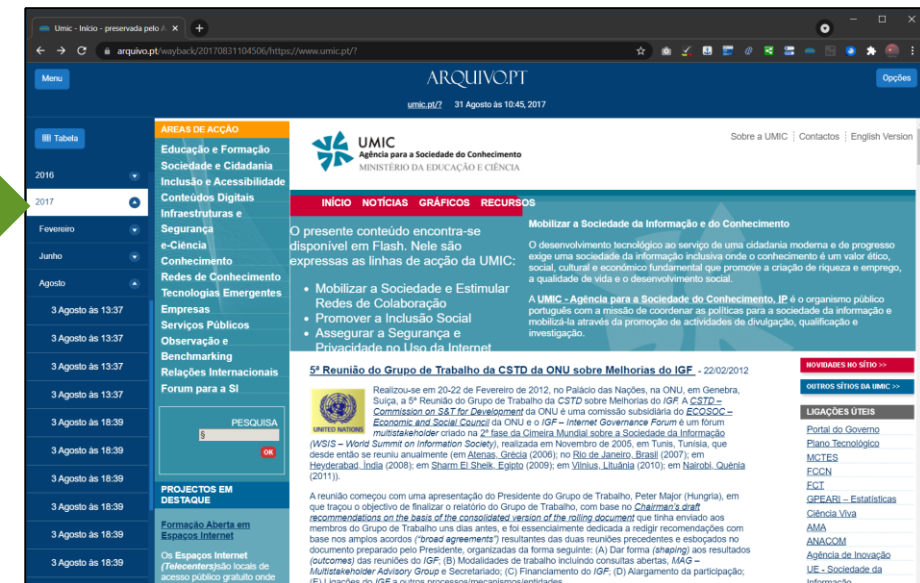 Umic - Início - preservada pelo A
arquivo.pt/wayback/20170831104506/https://www.umic.pt/?
Menu
ARQUIVO.PT
Opções
umic.pt/? 31 Agosto às 10:45, 2017
Tabela
2016
2017
Fevereiro
Junho
Agosto
3 Agosto às 13:37
3 Agosto às 13:37
3 Agosto às 13:37
3 Agosto às 13:37
3 Agosto às 18:39
3 Agosto às 18:39
3 Agosto às 18:39
3 Agosto às 18:39
3 Agosto às 18:39
3 Agosto às 18:39
ÁREAS DE ACÇÃO
Educação e Formação
Sociedade e Cidadania
Inclusão e Acessibilidade
Conteúdos Digitais
Infraestruturas e
Segurança
e-Ciência
Conhecimento
Redes de Conhecimento
Tecnologias Emergentes
Empresas
Serviços Públicos
Observação e
Benchmarking
Relações Internacionais
Forum para a SI
PESQUISA
§
OK
PROJECTOS EM
DESTAQUE
Formação Aberta em
Espaços Internet
Os Espaços Internet
(Telecenters)são locais de
acesso público gratuito onde
UMIC
Agência para a Sociedade do Conhecimento
MINISTÉRIO DA EDUCAÇÃO E CIÊNCIA
Sobre a UMIC Contactos English Version
INÍCIO NOTÍCIAS GRÁFICOS RECURSOS
O presente conteúdo encontra-se
disponível em Flash. Nele são
expressas as linhas de acção da UMIC:
• Mobilizar a Sociedade e Estimular
Redes de Colaboração
• Promover a Inclusão Social
• Assegurar a Segurança e
Privacidade no Uso da Internet
Mobilizar a Sociedade da Informação e do Conhecimento
O desenvolvimento tecnológico ao serviço de uma cidadania moderna e de progresso
exige uma sociedade da informação inclusiva onde o conhecimento é um valor ético,
social, cultural e económico fundamental que promove a criação de riqueza e emprego,
a qualidade de vida e o desenvolvimento social.
A UMIC - Agência para a Sociedade do Conhecimento, IP é o organismo público
português com a missão de coordenar as políticas para a sociedade da informação e
mobilizá-la através da promoção de actividades de divulgação, qualificação e
investigação.
5ª Reunião do Grupo de Trabalho da CSTD da ONU sobre Melhorias do IGF - 22/02/2012
UNITED NATIONS
Realizou-se em 20-22 de Fevereiro de 2012, no Palácio das Nações, na ONU, em Genebra,
Suíça, a 5ª Reunião do Grupo de Trabalho da CSTD sobre Melhorias do IGF. A CSTD –
Commission on S&T for Development da ONU é uma comissão subsidiária do ECOSOC –
Economic and Social Council da ONU e o IGF – Internet Governance Forum é um fórum
multistakeholder criado na 2ª fase da Cimeira Mundial sobre a Sociedade da Informação
(WSIS – World Summit on Information Society), realizada em Novembro de 2005, em Tunis, Tunísia, que
desde então se reuniu anualmente (em Atenas, Grécia (2006); no Rio de Janeiro, Brasil (2007); em
Heyderabad, Índia (2008); em Sharm El Sheik, Egipto (2009); em Vilnius, Lituânia (2010); em Nairobi, Quénia
(2011)).
A reunião começou com uma apresentação do Presidente do Grupo de Trabalho, Peter Major (Hungria), em
que traçou o objectivo de finalizar o relatório do Grupo de Trabalho, com base no Chairman's draft
recommendations on the basis of the consolidated version of the rolling document que tinha enviado aos
membros do Grupo de Trabalho uns dias antes, e foi essencialmente dedicada a redigir recomendações com
base nos amplos acordos ("broad agreements") resultantes das duas reuniões precedentes e esboçados no
documento preparado pelo Presidente, organizadas da forma seguinte: (A) Dar forma (shaping) aos resultados
(outcomes) das reuniões do IGF; (B) Modalidades de trabalho incluindo consultas abertas, MAG –
Multistakeholder Advisory Group e Secretariado; (C) Financiamento do IGF; (D) Alargamento da participação;
(E) Ligações do IGF a outros processos/mecanismos/entidades.
NOVIDADES NO SÍTIO >>
OUTROS SÍTIOS DA UMIC >>
LIGAÇÕES ÚTEIS
Portal do Governo
Plano Tecnológico
MCTES
FCCN
FCT
GPEARI – Estatísticas
Ciência Viva
AMA
ANACOM
Agência de Inovação
UE - Sociedade da
Informação